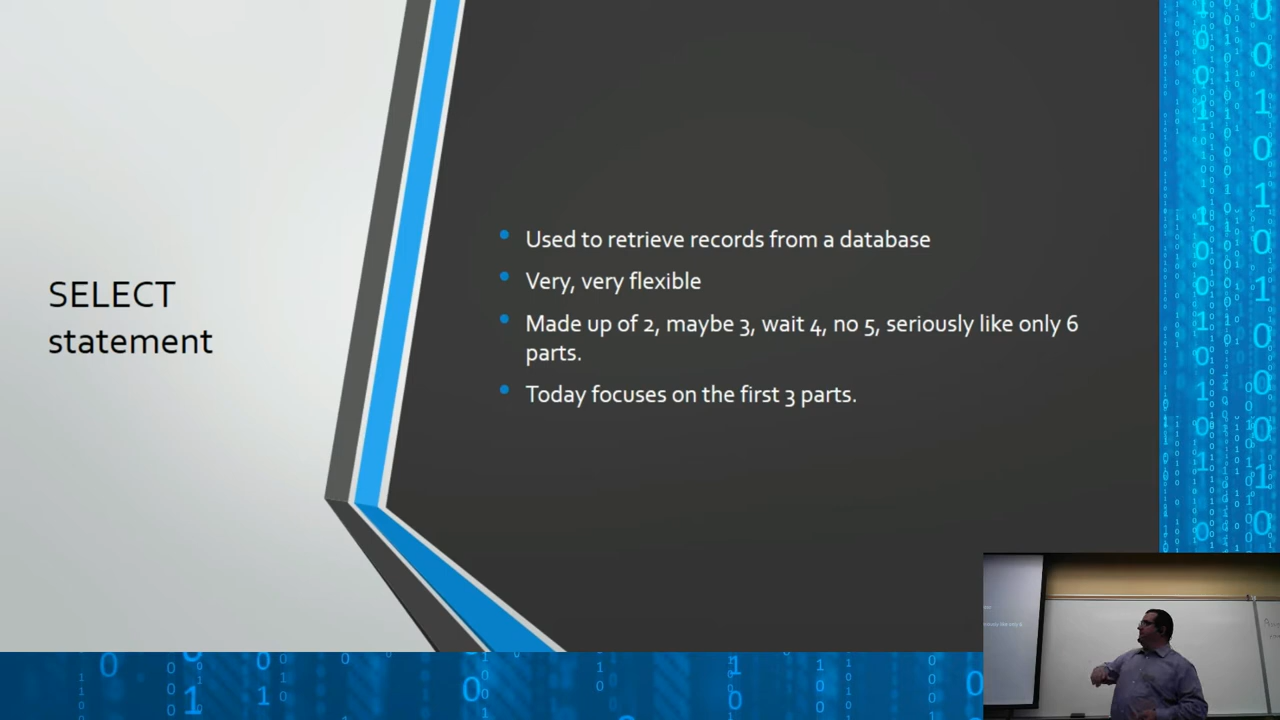 SELECT
statement
Used to retrieve records from a database
Very, very flexible
Made up of 2, maybe 3, wait 4, no 5, seriously like only 6
parts.
Today focuses on the first 3 parts.